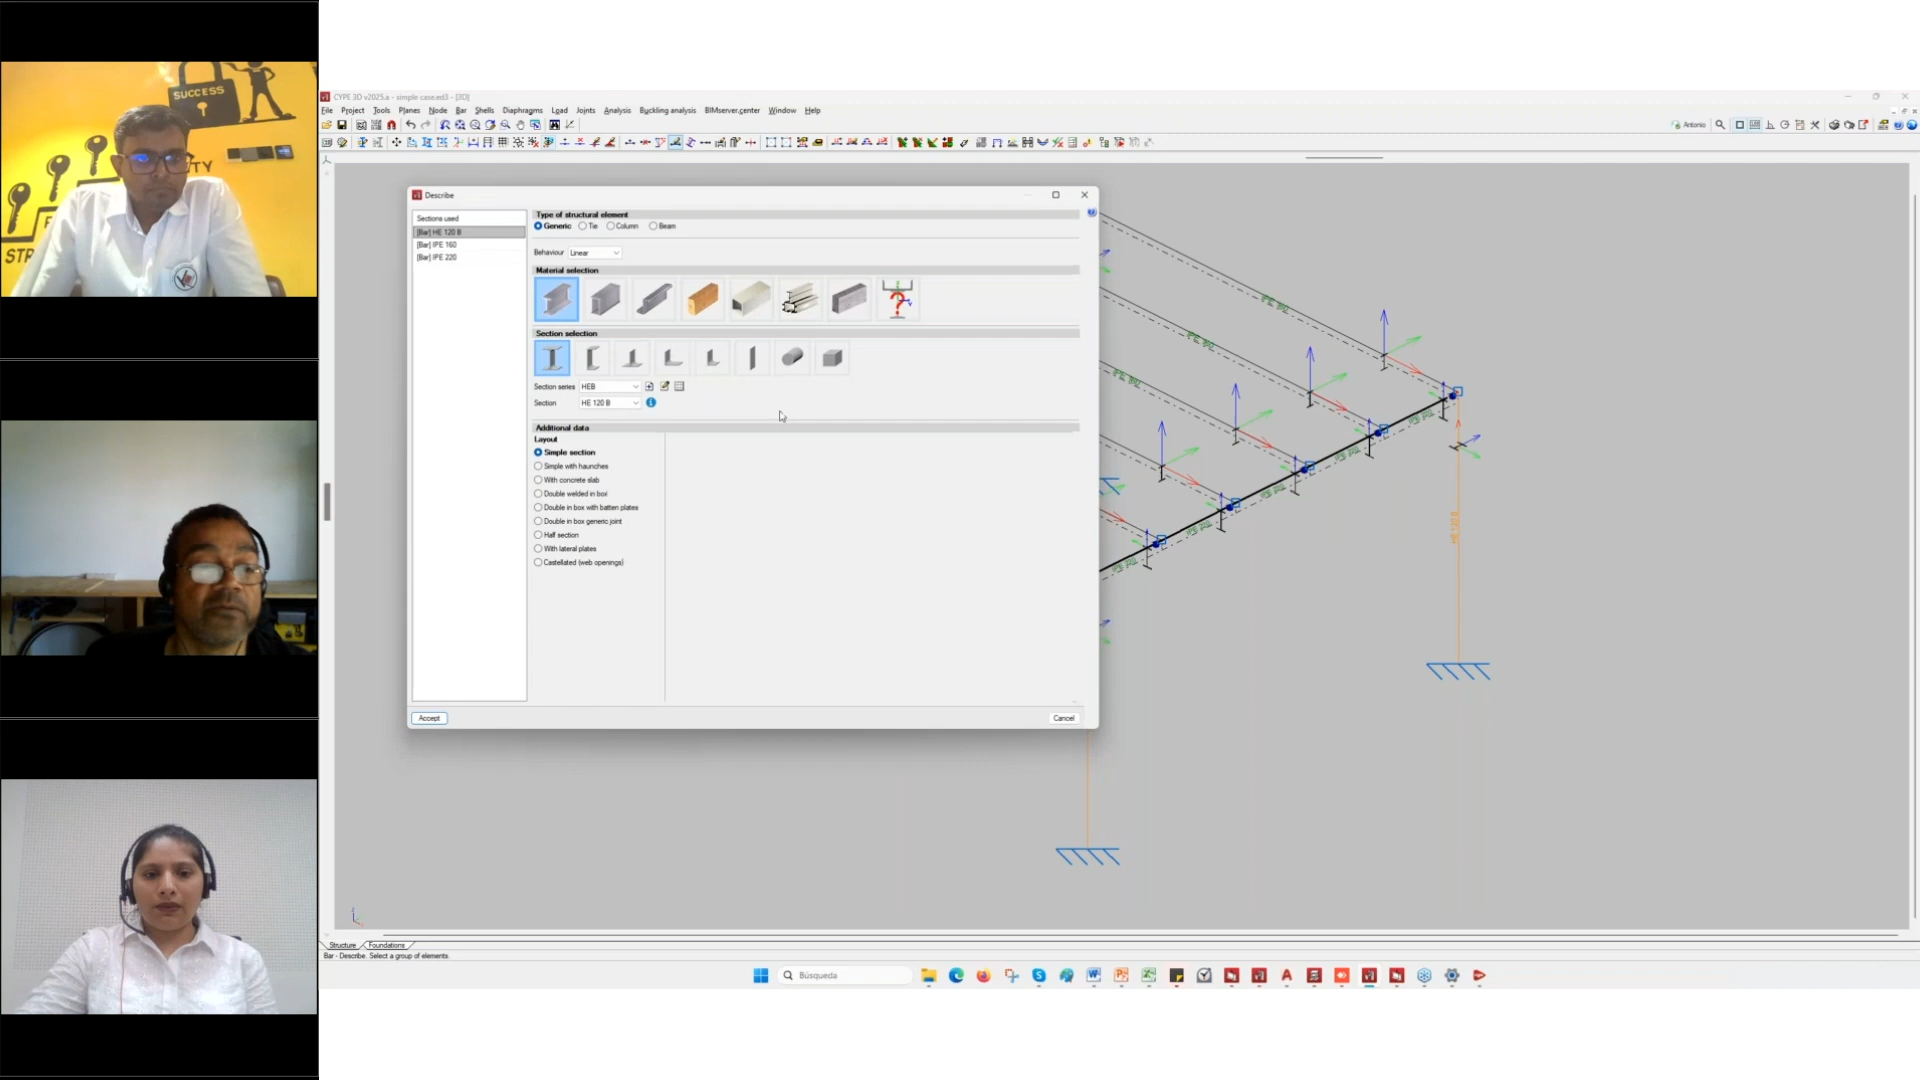 SUCCESS
CYPE 3D v2025.a - simple case.ed3 - [3D]
File Project Tools Planes Node Bar Shells Diaphragms Load Joints Analysis Buckling analysis BIMserver.center Window Help
Antonio
Describe
Sections used
[Bar] HE 120 B
[Bar] IPE 160
[Bar] IPE 220
Type of structural element
Generic Tie Column Beam
Behaviour Linear
Material selection
Section selection
Section series HEB
Section HE 120 B
Additional data
Layout
Simple section
Simple with haunches
With concrete slab
Double welded in box
Double in box with batten plates
Double in box generic joint
Half section
With lateral plates
Castellated (web openings)
Accept
Cancel
HE 120 B
Structure Foundations
Bar - Describe. Select a group of elements.
Búsqueda